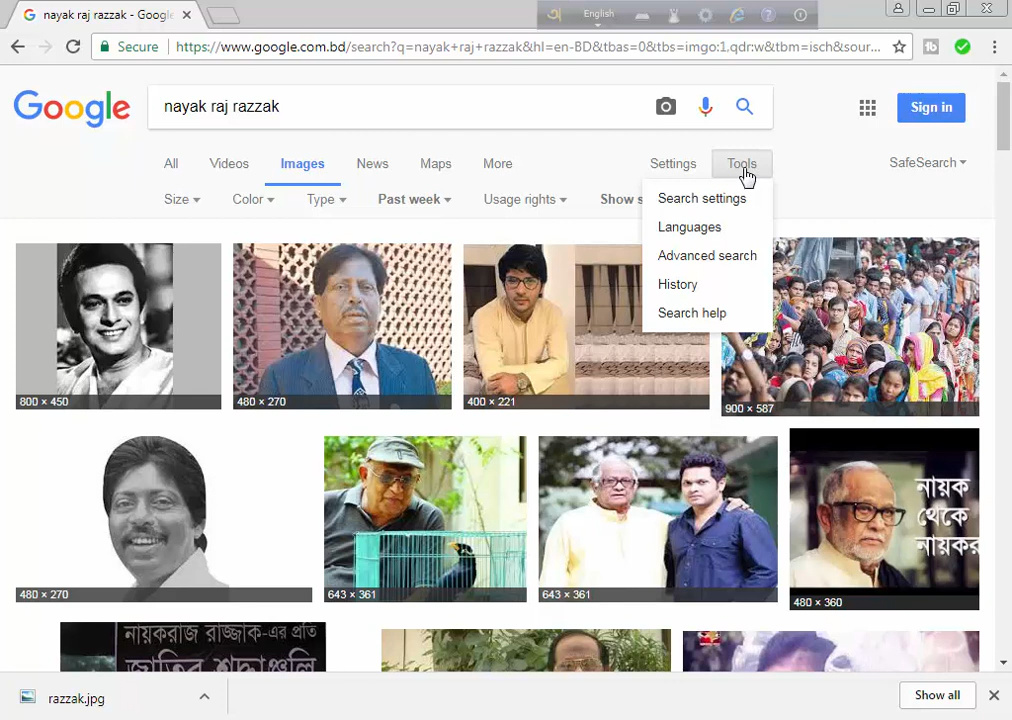 nayak raj razzak - Google
English
Secure
https://www.google.com.bd/search?q=nayak+raj+razzak&hl=en-BD&tbas=0&tbs=imgo:1,qdr:w&tbm=isch&sour...
Google
nayak raj razzak
Sign in
All Videos Images News Maps More Settings Tools SafeSearch
Size Color Type Past week Usage rights Show s
Search settings
Languages
Advanced search
History
Search help
800 × 450
480 × 270
400 × 221
900 × 587
নায়ক
থেকে
নায়কর
480 × 270
643 × 361
643 × 361
480 × 360
নায়করাজ রাজ্জাক-এর প্রতি
জাতির শ্রদ্ধাঞ্জলি
razzak.jpg
Show all